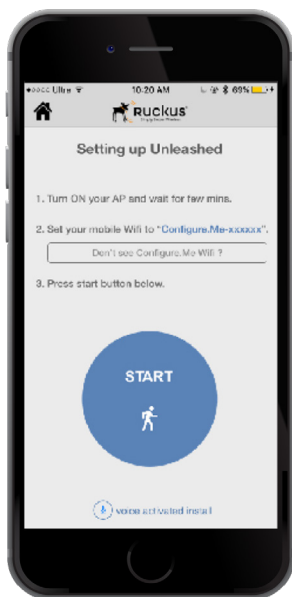 Ultra 10:20 AM 69%
Ruckus
Setting up Unleashed
1. Turn ON your AP and wait for few mins.
2. Set your mobile Wifi to "Configure.Me-xxxxxx".
Don't see Configure.Me Wifi ?
3. Press start button below.
START
voice activated install